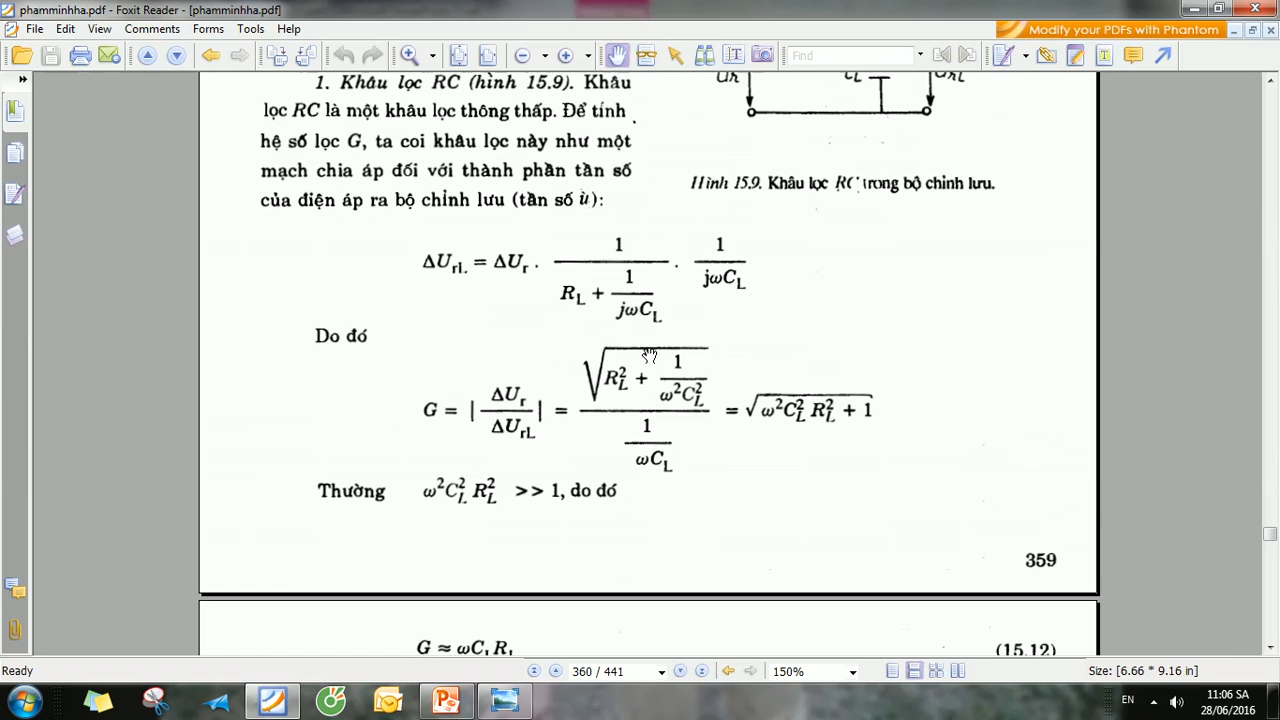 phamminhha.pdf - Foxit Reader - [phamminhha.pdf]
File Edit View Comments Forms Tools Help
Modify your PDFs with Phantom
Find
1. Khâu lọc RC (hình 15.9). Khâu
lọc RC là một khâu lọc thông thấp. Để tính
hệ số lọc G, ta coi khâu lọc này như một
mạch chia áp đối với thành phần tần số
của điện áp ra bộ chỉnh lưu (tần số ù):
Hình 15.9. Khâu lọc RC trong bộ chỉnh lưu.
ΔU_rL = ΔU_r . 1 / (R_L + 1/(jωC_L)) . 1/(jωC_L)
Do đó
G = | ΔU_r / ΔU_rL | = √(R_L² + 1/(ω²C_L²)) / (1/(ωC_L)) = √(ω²C_L² R_L² + 1)
Thường ω²C_L² R_L² >> 1, do đó
359
G ≈ ωC_L R_L (15.12)
Ready
360 / 441
150%
Size: [6.66 * 9.16 in]
EN
11:06 SA
28/06/2016